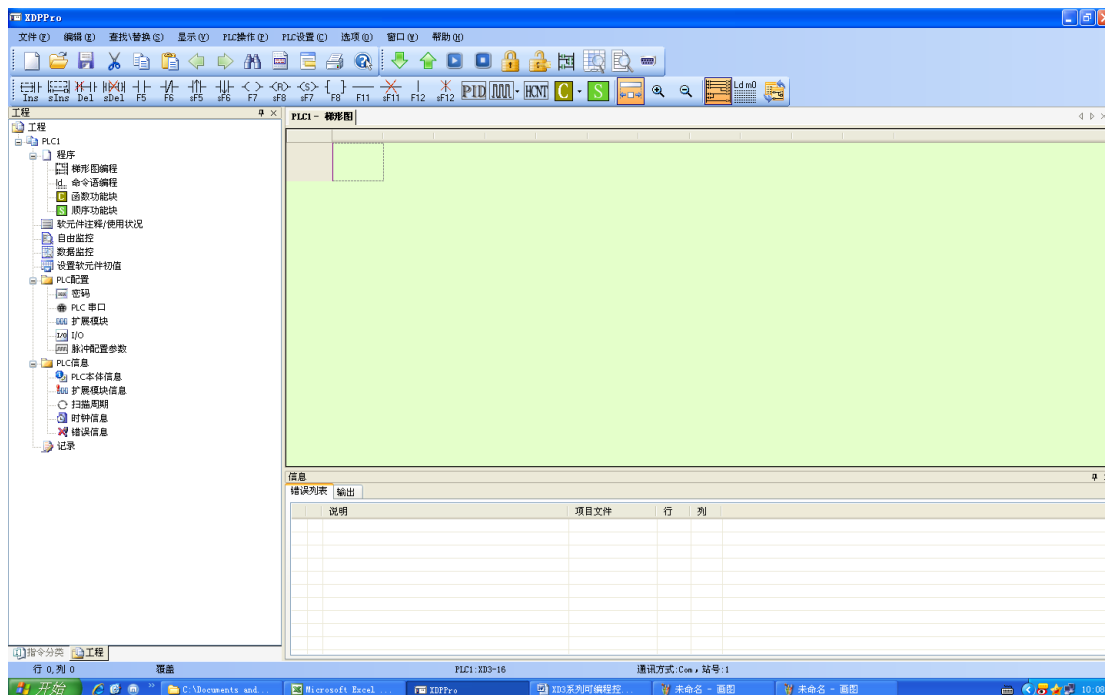 XDPPro
文件(F) 编辑(E) 查找\替换(S) 显示(V) PLC操作(P) PLC设置(C) 选项(O) 窗口(W) 帮助(H)
Ins sIns Del sDel F5 F6 sF5 sF6 F7 sF8 sF7 F8 F11 sF11 F12 sF12 PID HCNT C S Ld m0
工程
PLC1 - 梯形图
工程
PLC1
程序
梯形图编程
命令语编程
函数功能块
顺序功能块
软元件注释/使用状况
自由监控
数据监控
设置软元件初值
PLC配置
密码
PLC 串口
扩展模块
I/O
脉冲配置参数
PLC信息
PLC本体信息
扩展模块信息
扫描周期
时钟信息
错误信息
记录
信息
错误列表 输出
说明 项目文件 行 列
指令分类 工程
行 0,列 0 覆盖 PLC1:XD3-16 通讯方式:Com,站号:1
开始 C:\Documents and... Microsoft Excel ... XDPPro XD3系列可编程控... 未命名 - 画图 未命名 - 画图 10:08